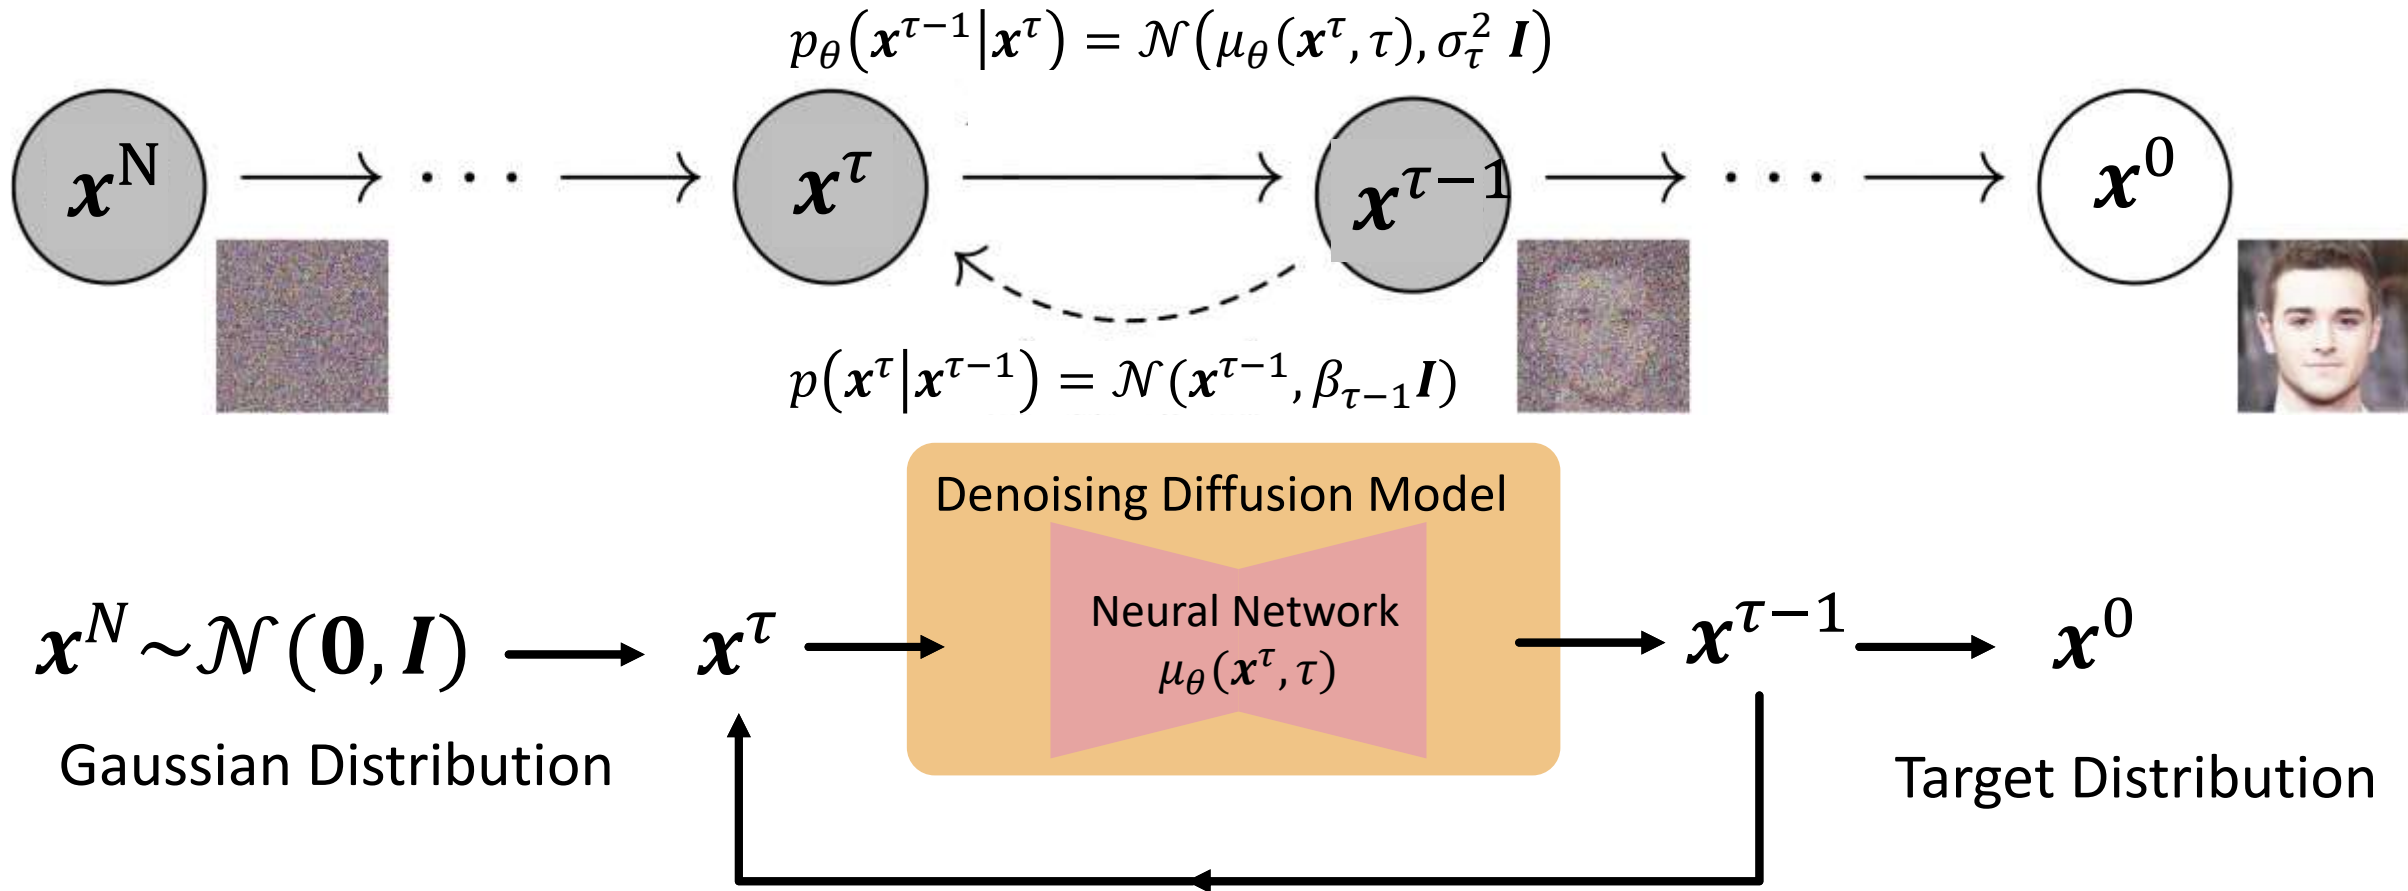 p_θ(x^{τ−1}|x^τ) = 𝒩(μ_θ(x^τ, τ), σ_τ^2 I)
x^N · · · x^τ x^{τ−1} · · · x^0
p(x^τ|x^{τ−1}) = 𝒩(x^{τ−1}, β_{τ−1}I)
Denoising Diffusion Model
Neural Network
μ_θ(x^τ, τ)
x^N~𝒩(0, I) x^τ x^{τ−1} x^0
Gaussian Distribution
Target Distribution